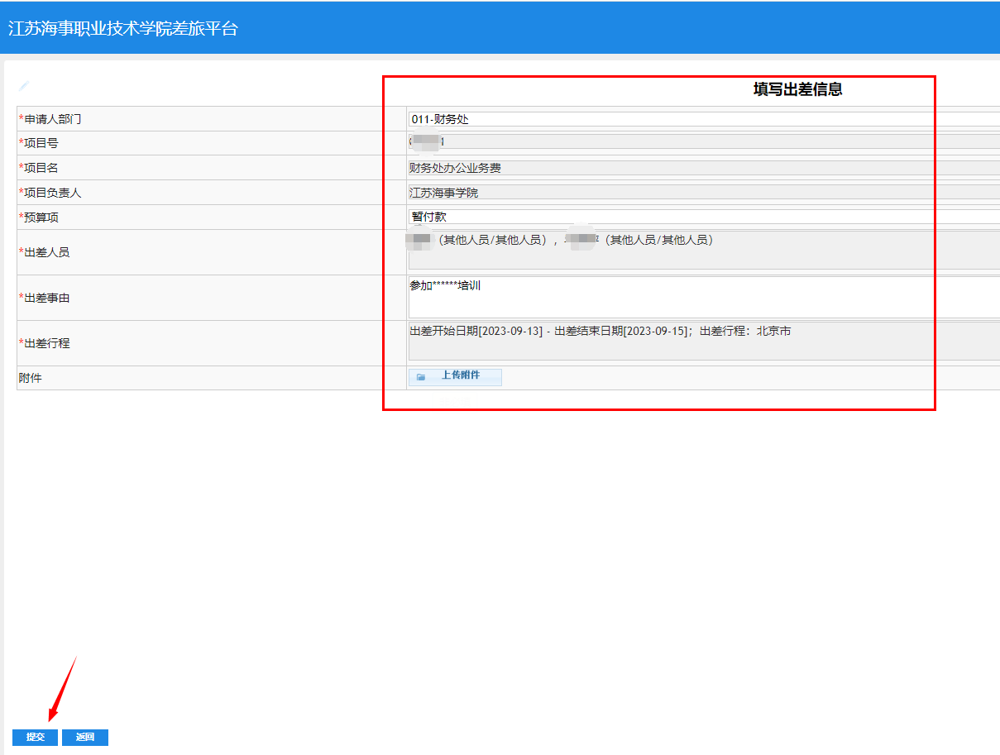 江苏海事职业技术学院差旅平台
填写出差信息
*申请人部门 011-财务处
*项目号
*项目名 财务处办公业务费
*项目负责人 江苏海事学院
*预算项 暂付款
*出差人员 (其他人员/其他人员), (其他人员/其他人员)
*出差事由 参加******培训
*出差行程 出差开始日期[2023-09-13] - 出差结束日期[2023-09-15]; 出差行程: 北京市
附件 上传附件
提交 返回